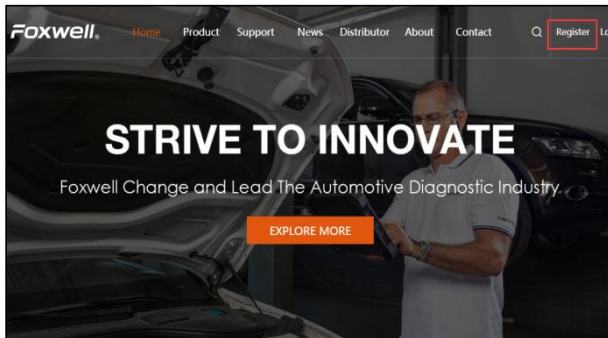 Foxwell®
Home Product Support News Distributor About Contact Register Lo
STRIVE TO INNOVATE
Foxwell Change and Lead The Automotive Diagnostic Industry.
EXPLORE MORE